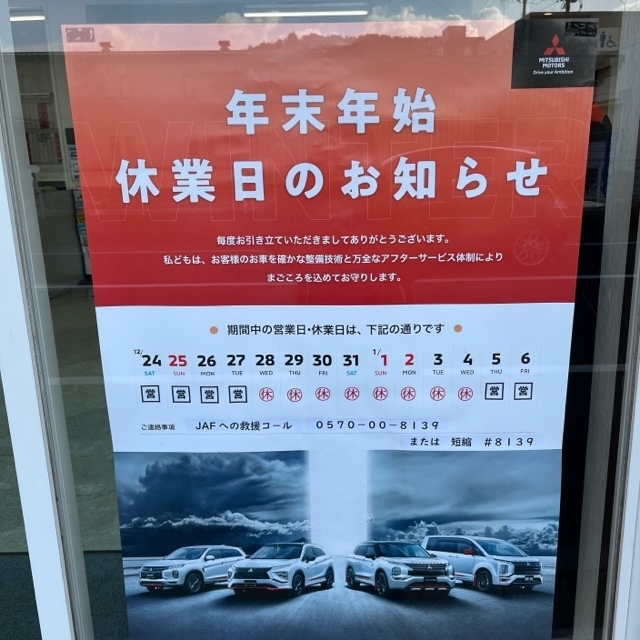 MITSUBISHI
MOTORS
Drive your Ambition
WINTER
年末年始
休業日のお知らせ
毎度お引き立ていただきましてありがとうございます。
私どもは、お客様のお車を確かな整備技術と万全なアフターサービス体制により
まごころを込めてお守りします。
● 期間中の営業日・休業日は、下記の通りです ●
12/24 25 26 27 28 29 30 31 1/1 2 3 4 5 6
SAT SUN MON TUE WED THU FRI SAT SUN MON TUE WED THU FRI
営 営 営 営 休 休 休 休 休 休 休 休 営 営
ご連絡事項 JAFへの救援コール 0570-00-8139
または 短縮 #8139